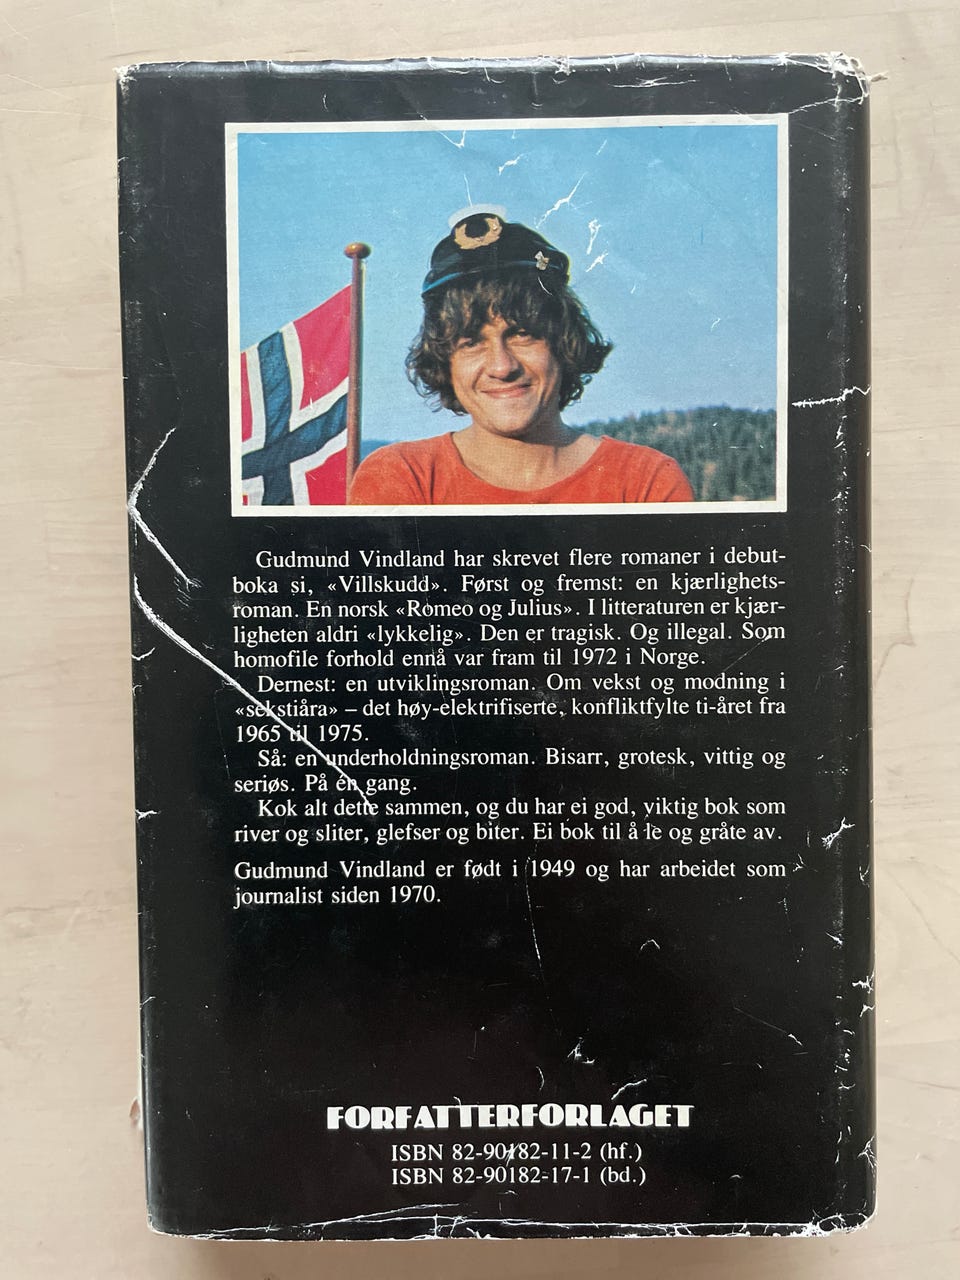 Gudmund Vindland har skrevet flere romaner i debut-
boka si, «Villskudd». Først og fremst: en kjærlighets-
roman. En norsk «Romeo og Julius». I litteraturen er kjær-
ligheten aldri «lykkelig». Den er tragisk. Og illegal. Som
homofile forhold ennå var fram til 1972 i Norge.
Dernest: en utviklingsroman. Om vekst og modning i
«sekstiåra» – det høy-elektrifiserte, konfliktfylte ti-året fra
1965 til 1975.
Så: en underholdningsroman. Bisarr, grotesk, vittig og
seriøs. På én gang.
Kok alt dette sammen, og du har ei god, viktig bok som
river og sliter, glefser og biter. Ei bok til å le og gråte av.
Gudmund Vindland er født i 1949 og har arbeidet som
journalist siden 1970.
FORFATTERFORLAGET
ISBN 82-90182-11-2 (hf.)
ISBN 82-90182-17-1 (bd.)